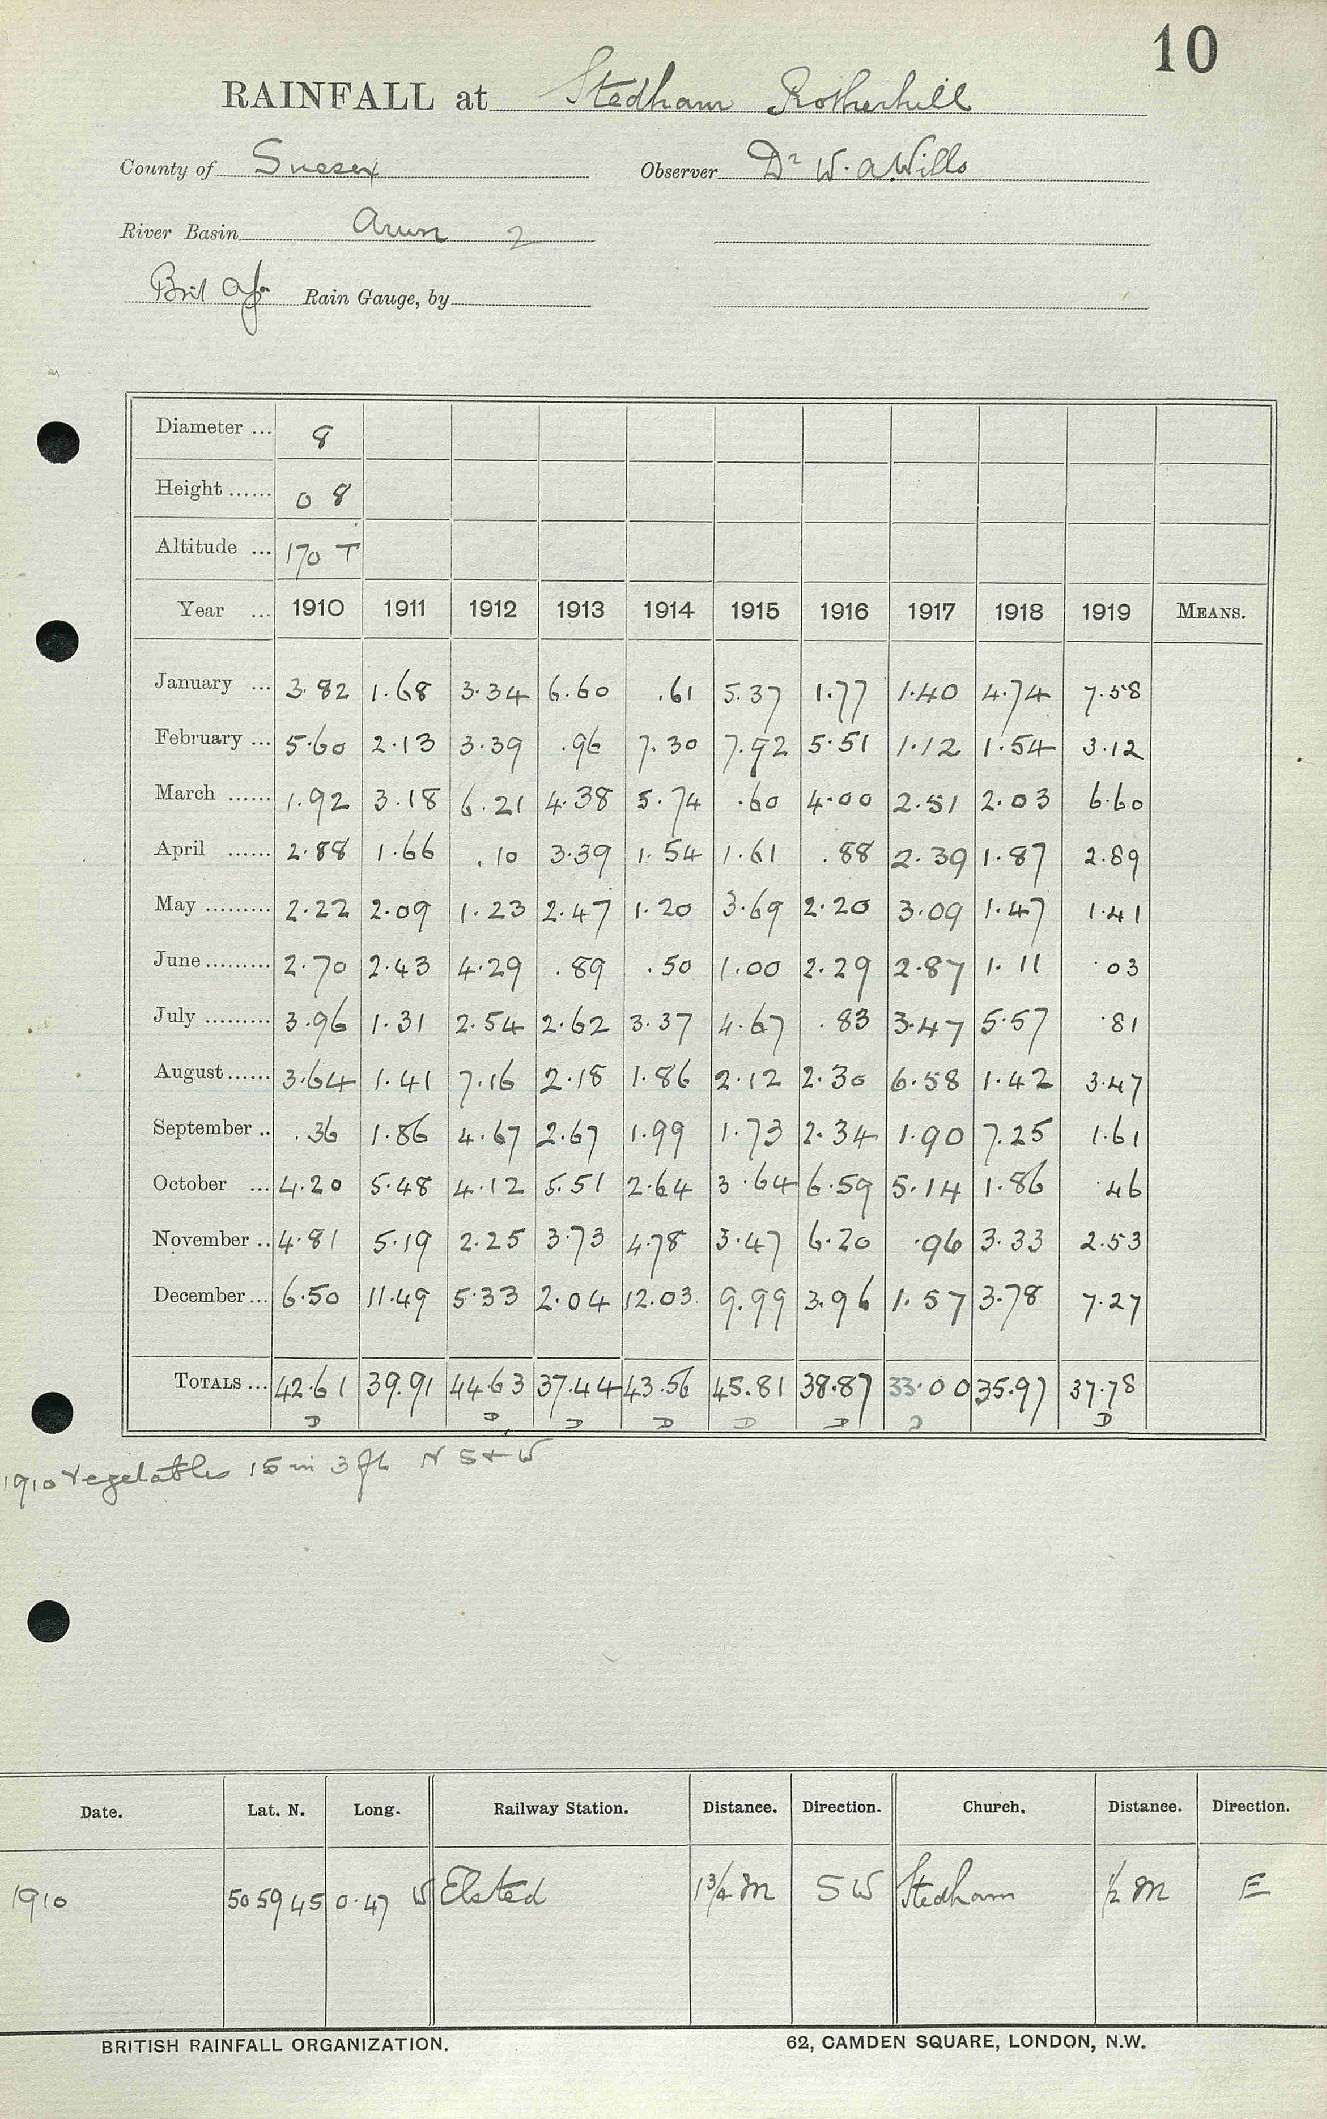 10
RAINFALL at Stedham Rotherhill
County of Sussex Observer Dr W. A Wills
River Basin Arun 2
Brit Assn Rain Gauge, by
Diameter ... 8
Height ...... 0 8
Altitude ... 170 T
Year ... 1910 1911 1912 1913 1914 1915 1916 1917 1918 1919 MEANS.
January ... 3.82 1.68 3.34 6.60 .61 5.37 1.77 1.40 4.74 7.58
February ... 5.60 2.13 3.39 .96 7.30 7.92 5.51 1.12 1.54 3.12
March ...... 1.92 3.18 6.21 4.38 5.74 .60 4.00 2.51 2.03 6.60
April ...... 2.88 1.66 .10 3.39 1.54 1.61 .88 2.39 1.87 2.89
May ......... 2.22 2.09 1.23 2.47 1.20 3.69 2.20 3.09 1.47 1.41
June ......... 2.70 2.43 4.29 .89 .50 1.00 2.29 2.87 1.11 .03
July ......... 3.96 1.31 2.54 2.62 3.37 4.67 .83 3.47 5.57 .81
August ...... 3.64 1.41 7.16 2.18 1.86 2.12 2.30 6.58 1.42 3.47
September .. .36 1.86 4.67 2.67 1.99 1.73 2.34 1.90 7.25 1.61
October ... 4.20 5.48 4.12 5.51 2.64 3.64 6.59 5.14 1.86 .46
November .. 4.81 5.19 2.25 3.73 4.78 3.47 6.20 .96 3.33 2.53
December ... 6.50 11.49 5.33 2.04 12.03 9.99 3.96 1.57 3.78 7.27
TOTALS ... 42.61 39.91 44.63 37.44 43.56 45.81 38.87 33.00 35.97 37.78
D D D D D D D D
1910 Vegetables 15 in 3 ft N S + W
Date. Lat. N. Long. Railway Station. Distance. Direction. Church. Distance. Direction.
1910 50 59 45 0.47 W Elsted 1¾ M SW Stedham ½ M E
BRITISH RAINFALL ORGANIZATION. 62, CAMDEN SQUARE, LONDON, N.W.